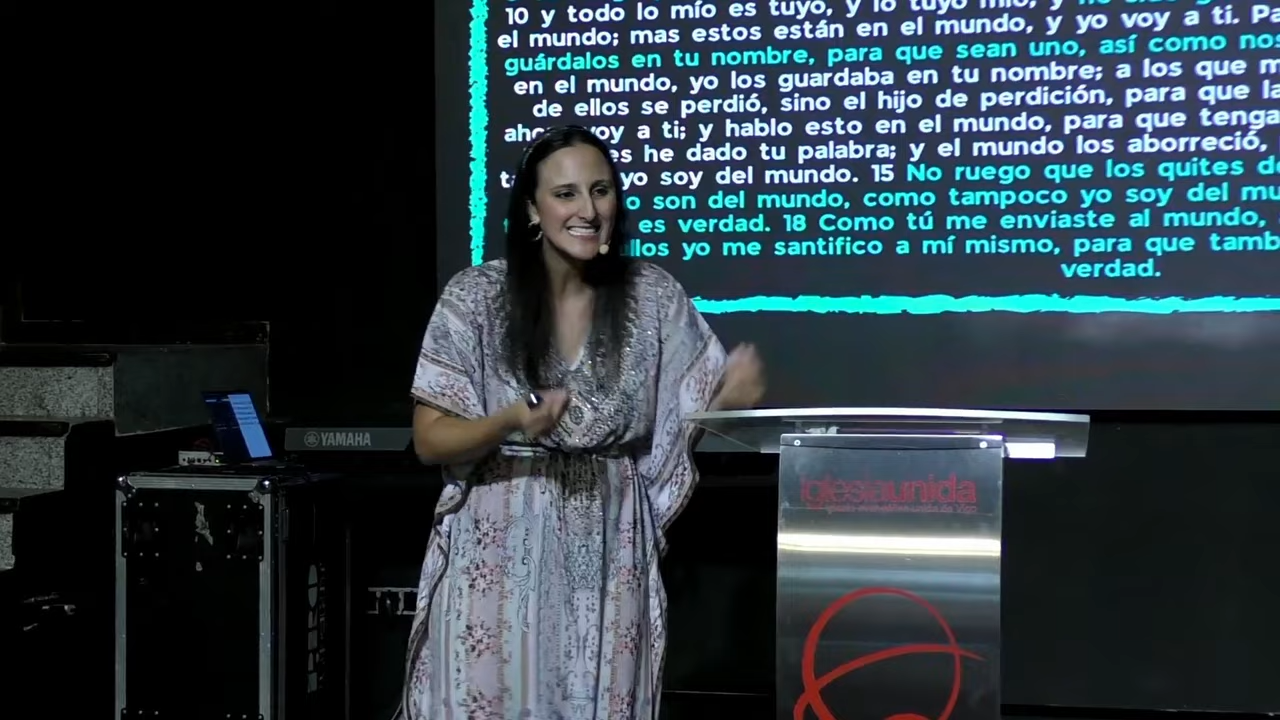 10 y todo lo mío es tuyo, y lo tuyo mío, y
el mundo; mas estos están en el mundo, y yo voy a ti. Pa
guárdalos en tu nombre, para que sean uno, así como nos
en el mundo, yo los guardaba en tu nombre; a los que m
de ellos se perdió, sino el hijo de perdición, para que la
voy a ti; y hablo esto en el mundo, para que tenga
he dado tu palabra; y el mundo los aborreció,
yo soy del mundo. 15 No ruego que los quites de
son del mundo, como tampoco yo soy del mu
es verdad. 18 Como tú me enviaste al mundo,
yo me santifico a mí mismo, para que tamb
verdad.
YAMAHA
iglesiaunida